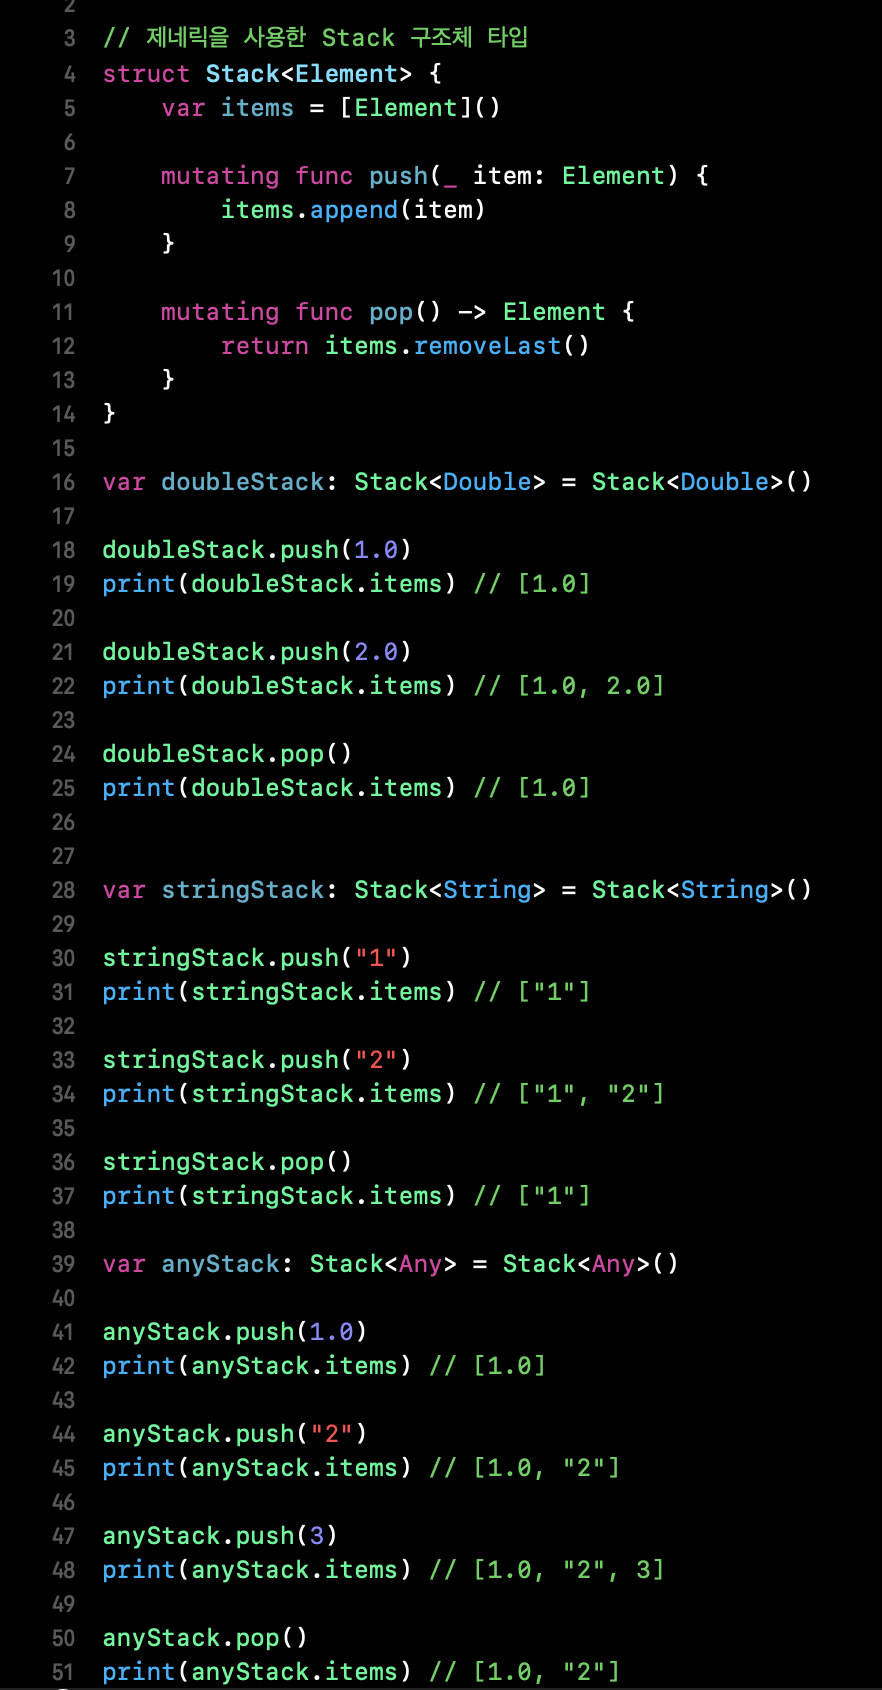 2
3 // 제네릭을 사용한 Stack 구조체 타입
4 struct Stack<Element> {
5     var items = [Element]()
6
7     mutating func push(_ item: Element) {
8         items.append(item)
9     }
10
11     mutating func pop() -> Element {
12         return items.removeLast()
13     }
14 }
15
16 var doubleStack: Stack<Double> = Stack<Double>()
17
18 doubleStack.push(1.0)
19 print(doubleStack.items) // [1.0]
20
21 doubleStack.push(2.0)
22 print(doubleStack.items) // [1.0, 2.0]
23
24 doubleStack.pop()
25 print(doubleStack.items) // [1.0]
26
27
28 var stringStack: Stack<String> = Stack<String>()
29
30 stringStack.push("1")
31 print(stringStack.items) // ["1"]
32
33 stringStack.push("2")
34 print(stringStack.items) // ["1", "2"]
35
36 stringStack.pop()
37 print(stringStack.items) // ["1"]
38
39 var anyStack: Stack<Any> = Stack<Any>()
40
41 anyStack.push(1.0)
42 print(anyStack.items) // [1.0]
43
44 anyStack.push("2")
45 print(anyStack.items) // [1.0, "2"]
46
47 anyStack.push(3)
48 print(anyStack.items) // [1.0, "2", 3]
49
50 anyStack.pop()
51 print(anyStack.items) // [1.0, "2"]